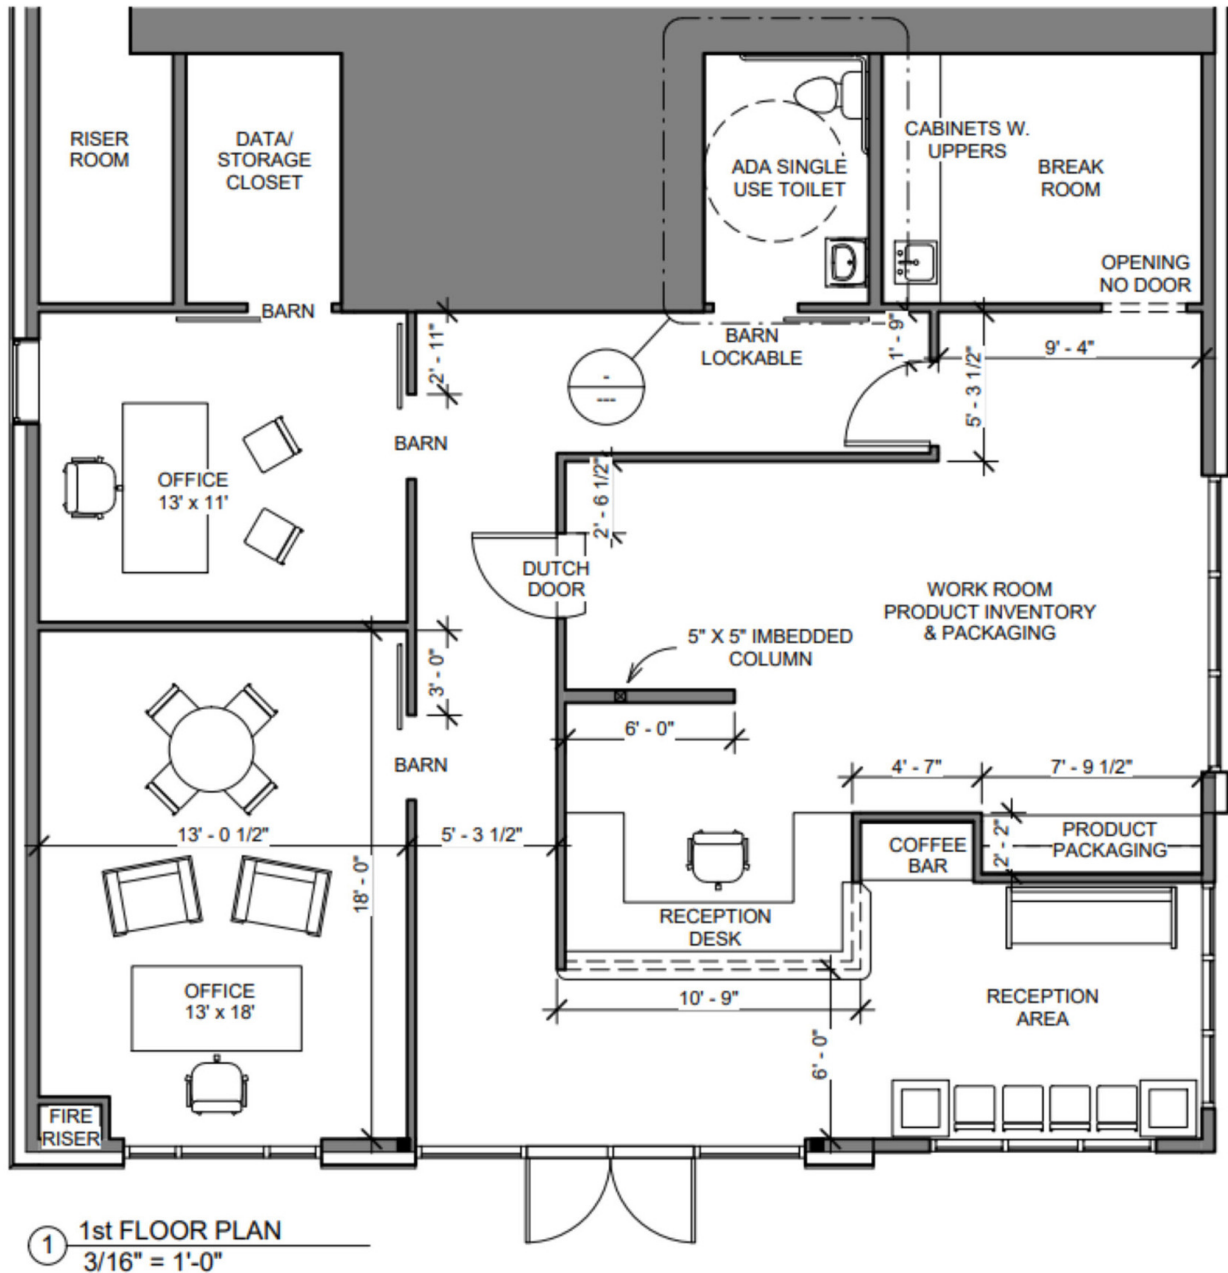 RISER
ROOM
DATA/
STORAGE
CLOSET
ADA SINGLE
USE TOILET
CABINETS W.
UPPERS
BREAK
ROOM
OPENING
NO DOOR
BARN
BARN
LOCKABLE
2' - 11"
1' - 9"
5' - 3 1/2"
9' - 4"
-
---
BARN
OFFICE
13' x 11'
2' - 6 1/2"
DUTCH
DOOR
WORK ROOM
PRODUCT INVENTORY
& PACKAGING
5" X 5" IMBEDDED
COLUMN
3' - 0"
6' - 0"
BARN
4' - 7"
7' - 9 1/2"
13' - 0 1/2"
5' - 3 1/2"
18' - 0"
COFFEE
BAR
2' - 2"
PRODUCT
PACKAGING
RECEPTION
DESK
OFFICE
13' x 18'
10' - 9"
6' - 0"
RECEPTION
AREA
FIRE
RISER
1
1st FLOOR PLAN
3/16" = 1'-0"